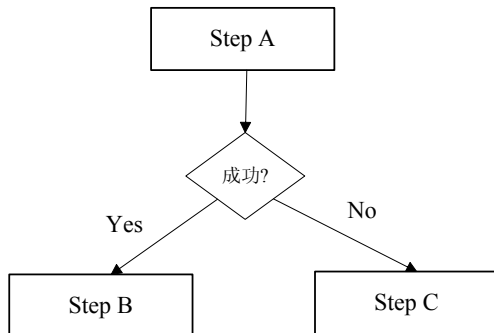 Step A
成功?
Yes
No
Step B
Step C